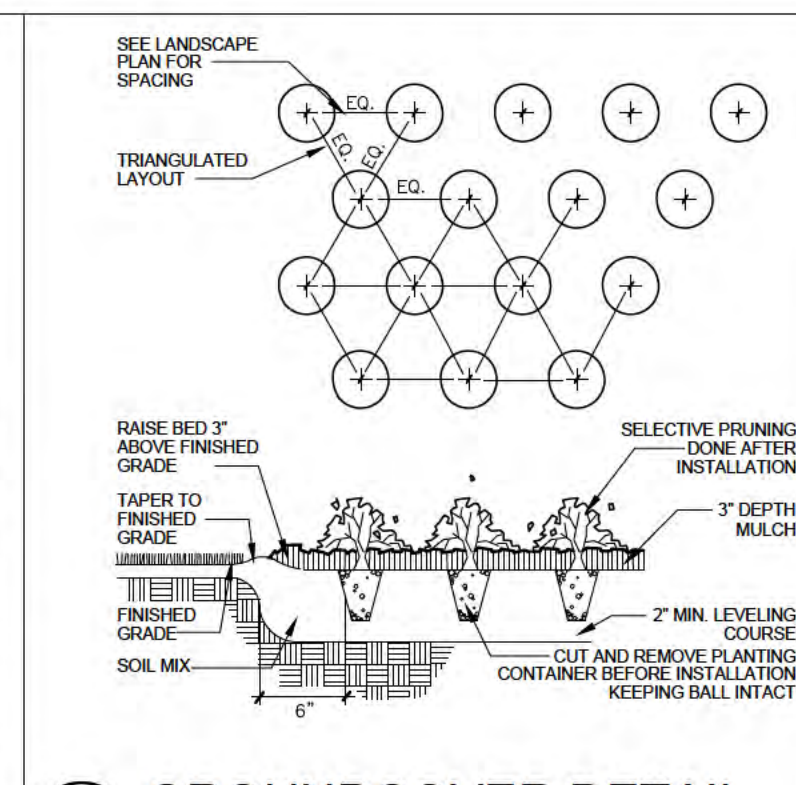 SEE LANDSCAPE
PLAN FOR
SPACING
EQ.
EQ.
EQ.
TRIANGULATED
LAYOUT
EQ.
RAISE BED 3"
ABOVE FINISHED
GRADE
SELECTIVE PRUNING
DONE AFTER
INSTALLATION
TAPER TO
FINISHED
GRADE
3" DEPTH
MULCH
FINISHED
GRADE
2" MIN. LEVELING
COURSE
SOIL MIX
CUT AND REMOVE PLANTING
CONTAINER BEFORE INSTALLATION
KEEPING BALL INTACT
6"
GROUNDCOVER DETAIL